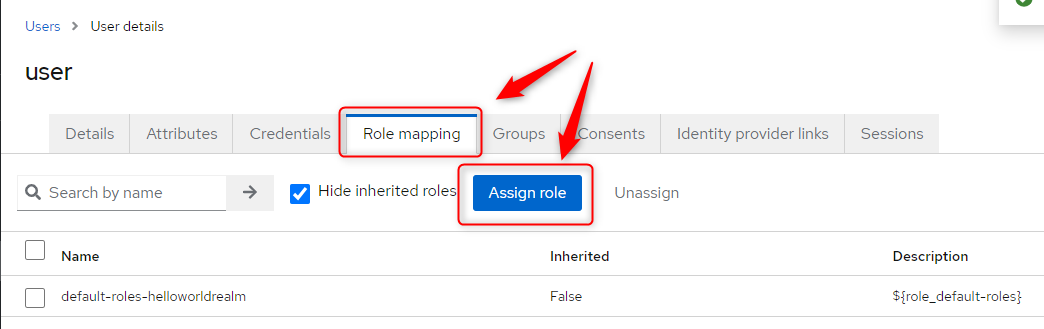 Users > User details
user
Details Attributes Credentials Role mapping Groups Consents Identity provider links Sessions
Search by name Hide inherited roles Assign role Unassign
Name Inherited Description
default-roles-helloworldrealm False ${role_default-roles}